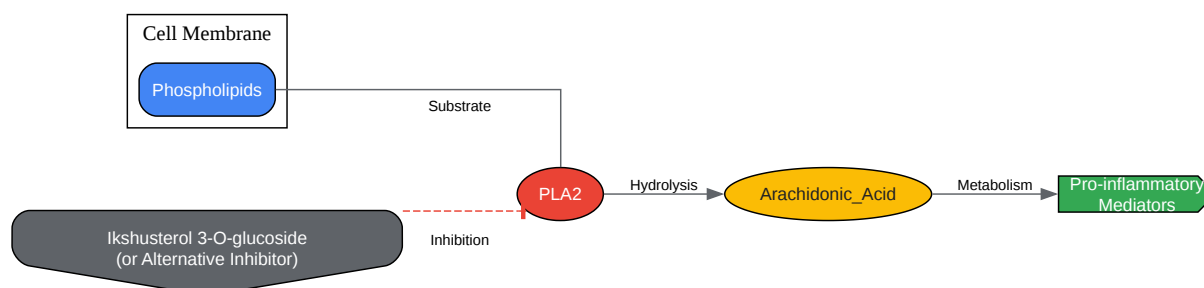 Cell Membrane
Phospholipids
Substrate
PLA2
Hydrolysis
Arachidonic_Acid
Metabolism
Pro-inflammatory
Mediators
Ikshusterol 3-O-glucoside
(or Alternative Inhibitor)
Inhibition